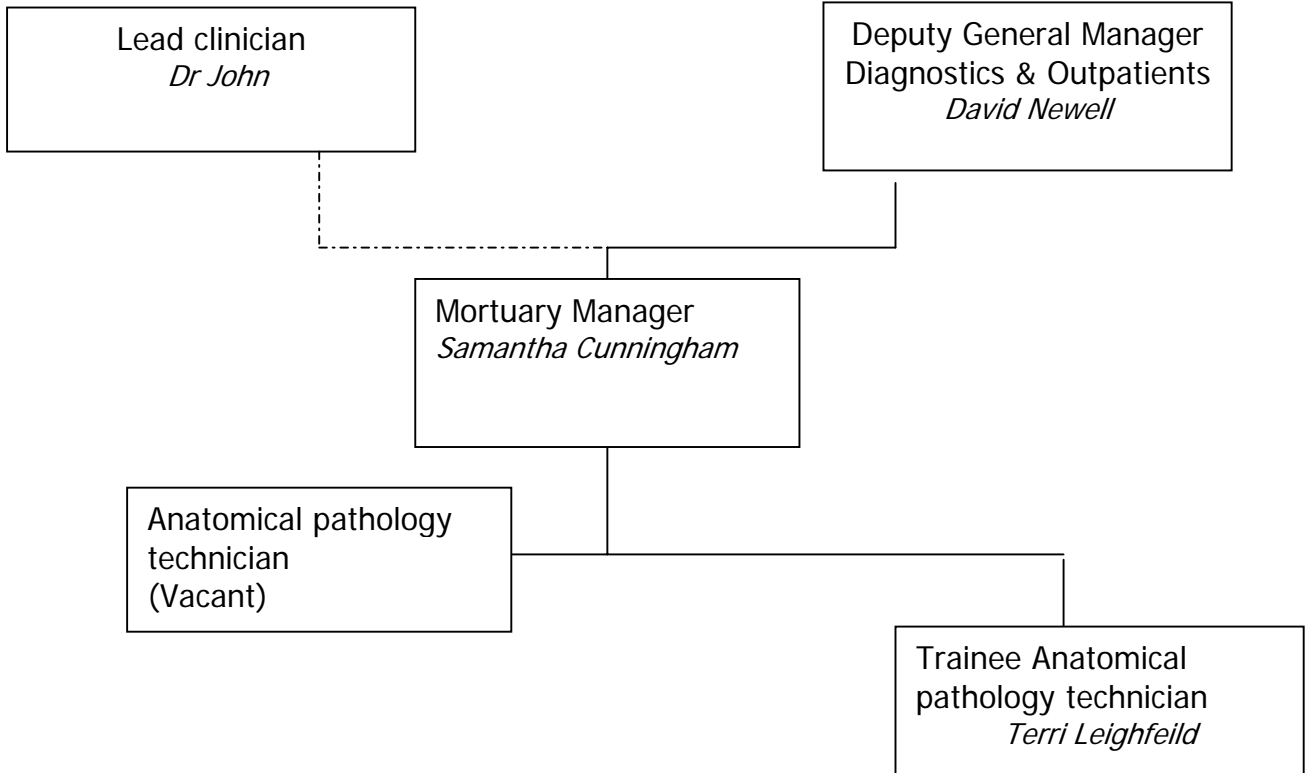 Lead clinician
Dr John
Deputy General Manager
Diagnostics & Outpatients
David Newell
Mortuary Manager
Samantha Cunningham
Anatomical pathology
technician
(Vacant)
Trainee Anatomical
pathology technician
Terri Leighfeild